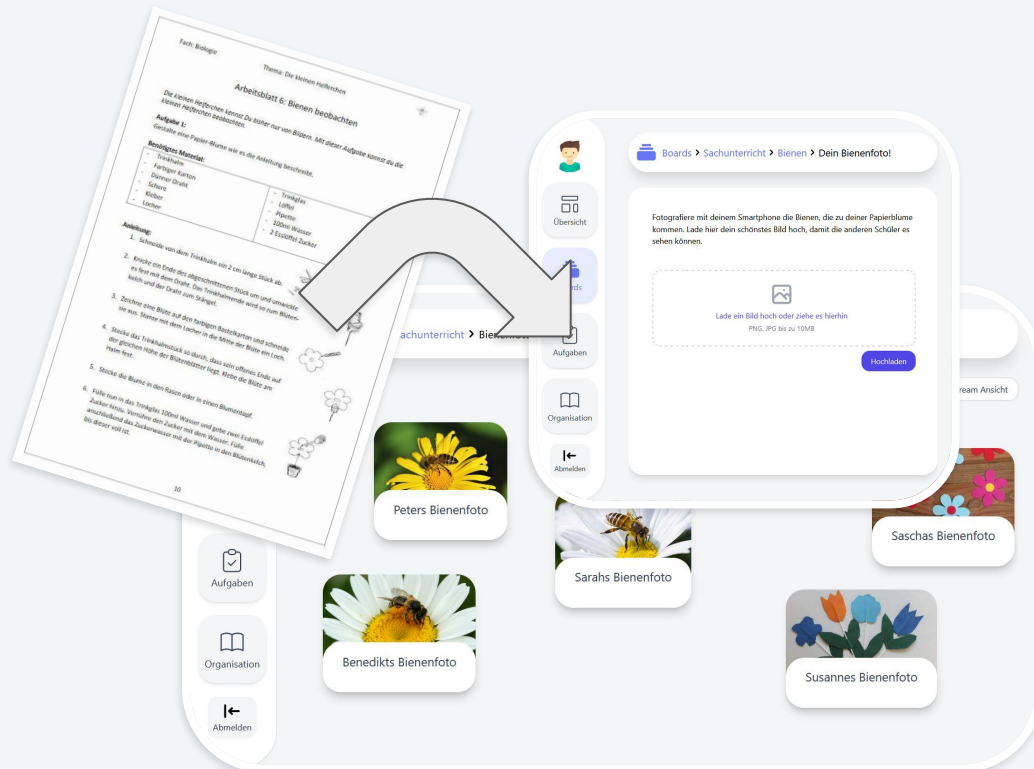 Fach: Biologie
Thema: Die kleinen Helferchen
Arbeitsblatt 6: Bienen beobachten
Die kleinen Helferchen kennst Du bisher nur von Bildern. Mit dieser Aufgabe kannst du die
kleinen Helferchen beobachten.
Aufgabe 1:
Gestalte eine Papier-Blume wie es die Anleitung beschreibt.
Benötigtes Material:
- Trinkhalm
- Farbiger Karton
- Dünner Draht
- Schere
- Kleber
- Locher
- Trinkglas
- Löffel
- Pipette
- 100ml Wasser
- 2 Esslöffel Zucker
Anleitung:
1. Schneide von dem Trinkhalm ein 2 cm lange Stück ab.
2. Knicke ein Ende des abgeschnittenen Stück um und umwickle
es fest mit dem Draht. Das Trinkhalmende wird so zum Blüten-
kelch und der Draht zum Stängel.
3. Zeichne eine Blüte auf den farbigen Bastelkarton und schneide
sie aus. Stanze mit dem Locher in die Mitte der Blüte ein Loch.
4. Stecke das Trinkhalmstück so durch, dass sein offenes Ende auf
der gleichen Höhe der Blütenblätter liegt. Klebe die Blüte am
Halm fest.
5. Stecke die Blume in den Rasen oder in einen Blumentopf.
6. Fülle nun in das Trinkglas 100ml Wasser und gebe zwei Esslöffel
Zucker hinzu. Verrühre den Zucker mit dem Wasser. Fülle
anschließend das Zuckerwasser mit der Pipette in den Blütenkelch,
bis dieser voll ist.
10
Boards > Sachunterricht > Bienen > Dein Bienenfoto!
Übersicht
Aufgaben
Organisation
Abmelden
Fotografiere mit deinem Smartphone die Bienen, die zu deiner Papierblume
kommen. Lade hier dein schönstes Bild hoch, damit die anderen Schüler es
sehen können.
Lade ein Bild hoch oder ziehe es hierhin
PNG, JPG bis zu 10MB
Hochladen
achunterricht >
ream Ansicht
Peters Bienenfoto
Sarahs Bienenfoto
Saschas Bienenfoto
Benedikts Bienenfoto
Susannes Bienenfoto
Aufgaben
Organisation
Abmelden